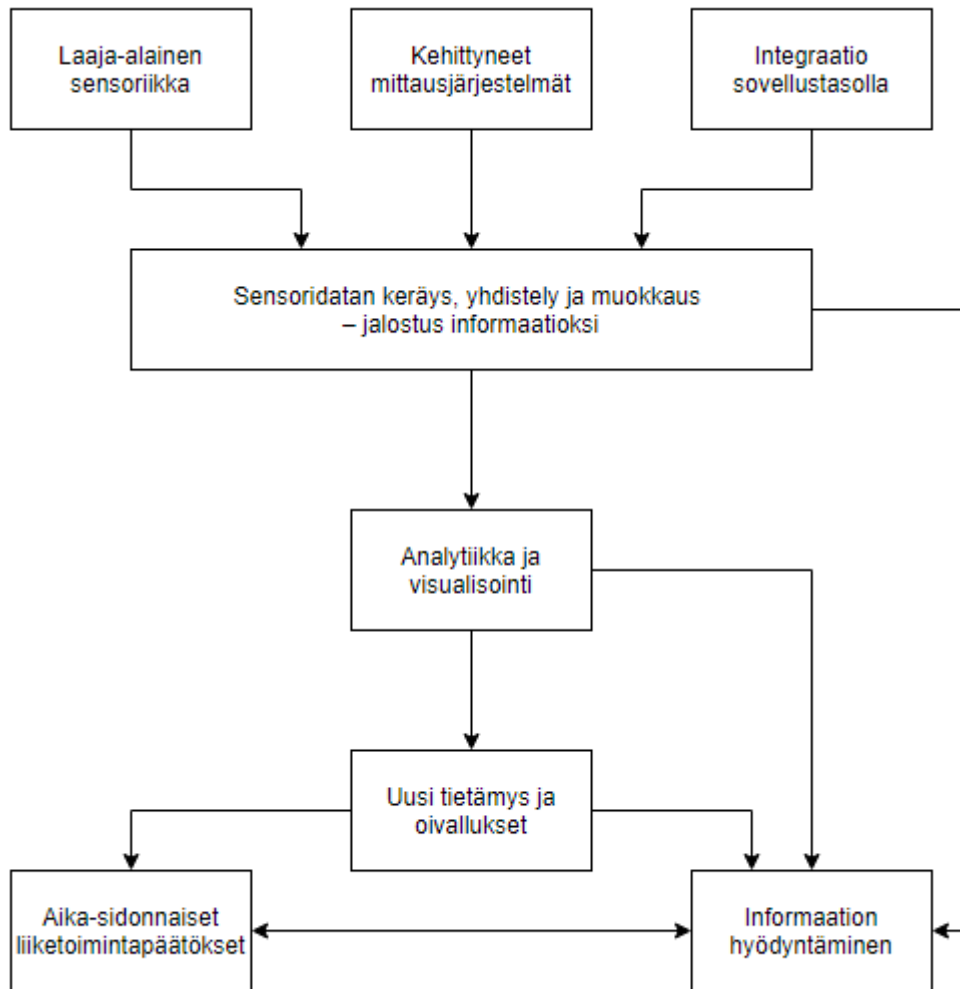 Laaja-alainen
sensoriikka
Kehittyneet
mittausjärjestelmät
Integraatio
sovellustasolla
Sensoridatan keräys, yhdistely ja muokkaus
– jalostus informaatioksi
Analytiikka ja
visualisointi
Uusi tietämys ja
oivallukset
Aika-sidonnaiset
liiketoimintapäätökset
Informaation
hyödyntäminen